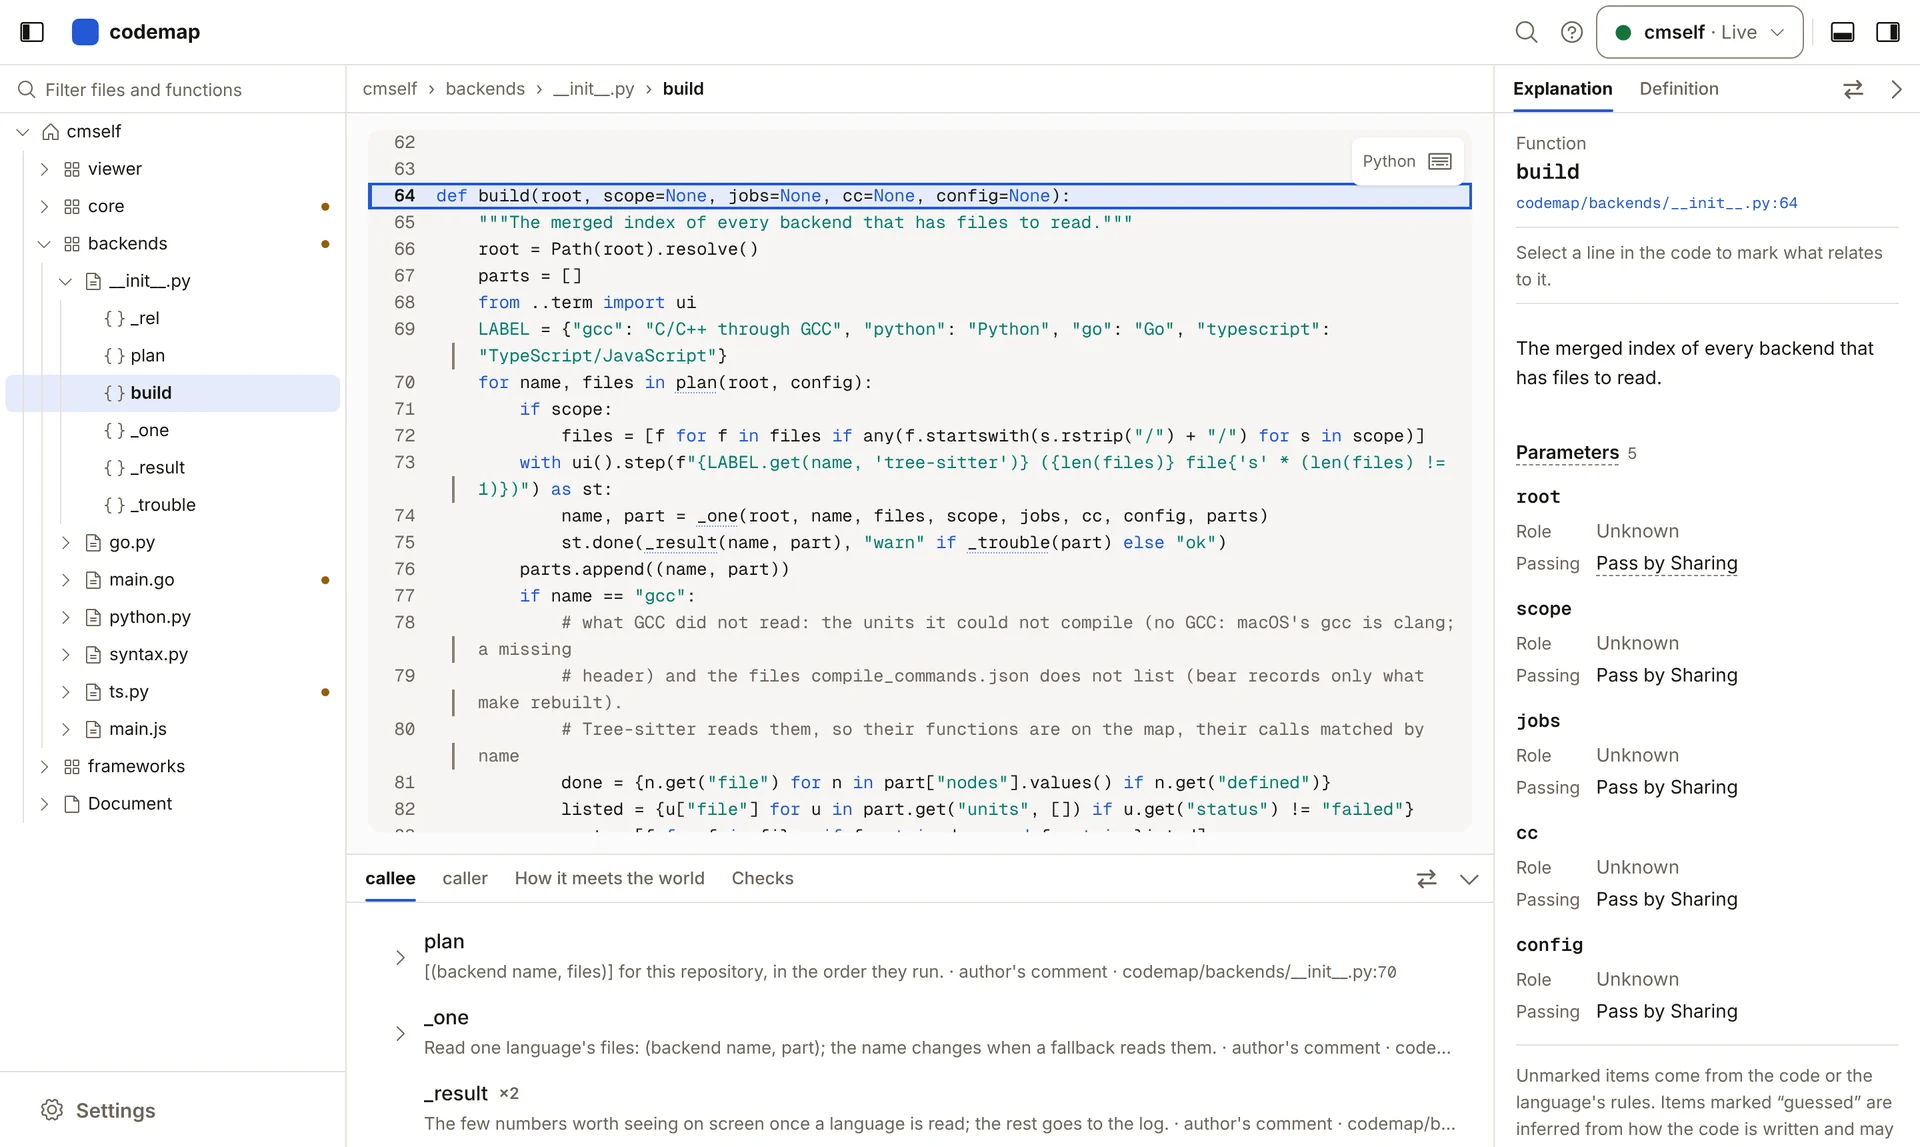 codemap
cmself · Live
Filter files and functions
cmself › backends › __init__.py › build
Explanation
Definition
cmself
viewer
core
backends
__init__.py
{ } _rel
{ } plan
{ } build
{ } _one
{ } _result
{ } _trouble
go.py
main.go
python.py
syntax.py
ts.py
main.js
frameworks
Document
Settings
Python
62
63
64 def build(root, scope=None, jobs=None, cc=None, config=None):
65 """The merged index of every backend that has files to read."""
66 root = Path(root).resolve()
67 parts = []
68 from ..term import ui
69 LABEL = {"gcc": "C/C++ through GCC", "python": "Python", "go": "Go", "typescript":
"TypeScript/JavaScript"}
70 for name, files in plan(root, config):
71 if scope:
72 files = [f for f in files if any(f.startswith(s.rstrip("/") + "/") for s in scope)]
73 with ui().step(f"{LABEL.get(name, 'tree-sitter')} ({len(files)} file{'s' * (len(files) !=
1)})") as st:
74 name, part = _one(root, name, files, scope, jobs, cc, config, parts)
75 st.done(_result(name, part), "warn" if _trouble(part) else "ok")
76 parts.append((name, part))
77 if name == "gcc":
78 # what GCC did not read: the units it could not compile (no GCC: macOS's gcc is clang;
a missing
79 # header) and the files compile_commands.json does not list (bear records only what
make rebuilt).
80 # Tree-sitter reads them, so their functions are on the map, their calls matched by
name
81 done = {n.get("file") for n in part["nodes"].values() if n.get("defined")}
82 listed = {u["file"] for u in part.get("units", []) if u.get("status") != "failed"}
callee
caller
How it meets the world
Checks
plan
[(backend name, files)] for this repository, in the order they run. · author's comment · codemap/backends/__init__.py:70
_one
Read one language's files: (backend name, part); the name changes when a fallback reads them. · author's comment · code...
_result ×2
The few numbers worth seeing on screen once a language is read; the rest goes to the log. · author's comment · codemap/b...
Function
build
codemap/backends/__init__.py:64
Select a line in the code to mark what relates
to it.
The merged index of every backend that
has files to read.
Parameters 5
root
Role Unknown
Passing Pass by Sharing
scope
Role Unknown
Passing Pass by Sharing
jobs
Role Unknown
Passing Pass by Sharing
cc
Role Unknown
Passing Pass by Sharing
config
Role Unknown
Passing Pass by Sharing
Unmarked items come from the code or the
language's rules. Items marked “guessed” are
inferred from how the code is written and may